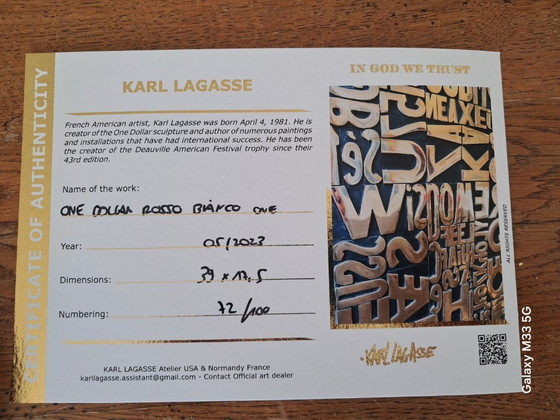 CERTIFICATE OF AUTHENTICITY
KARL LAGASSE
French American artist, Karl Lagasse was born April 4, 1981. He is
creator of the One Dollar sculpture and author of numerous paintings
and installations that have had international success. He has been
the creator of the Deauville American Festival trophy since their
43rd edition.
Name of the work:
ONE DOLLAR ROSSO BIANCO ONE
Year: 05/2023
Dimensions: 39 x 13,5
Numbering: 72/100
KARL LAGASSE Atelier USA & Normandy France
karllagasse.assistant@gmail.com - Contact Official art dealer
IN GOD WE TRUST
ALL RIGHTS RESERVED
KARL LAGASSE
Galaxy M33 5G